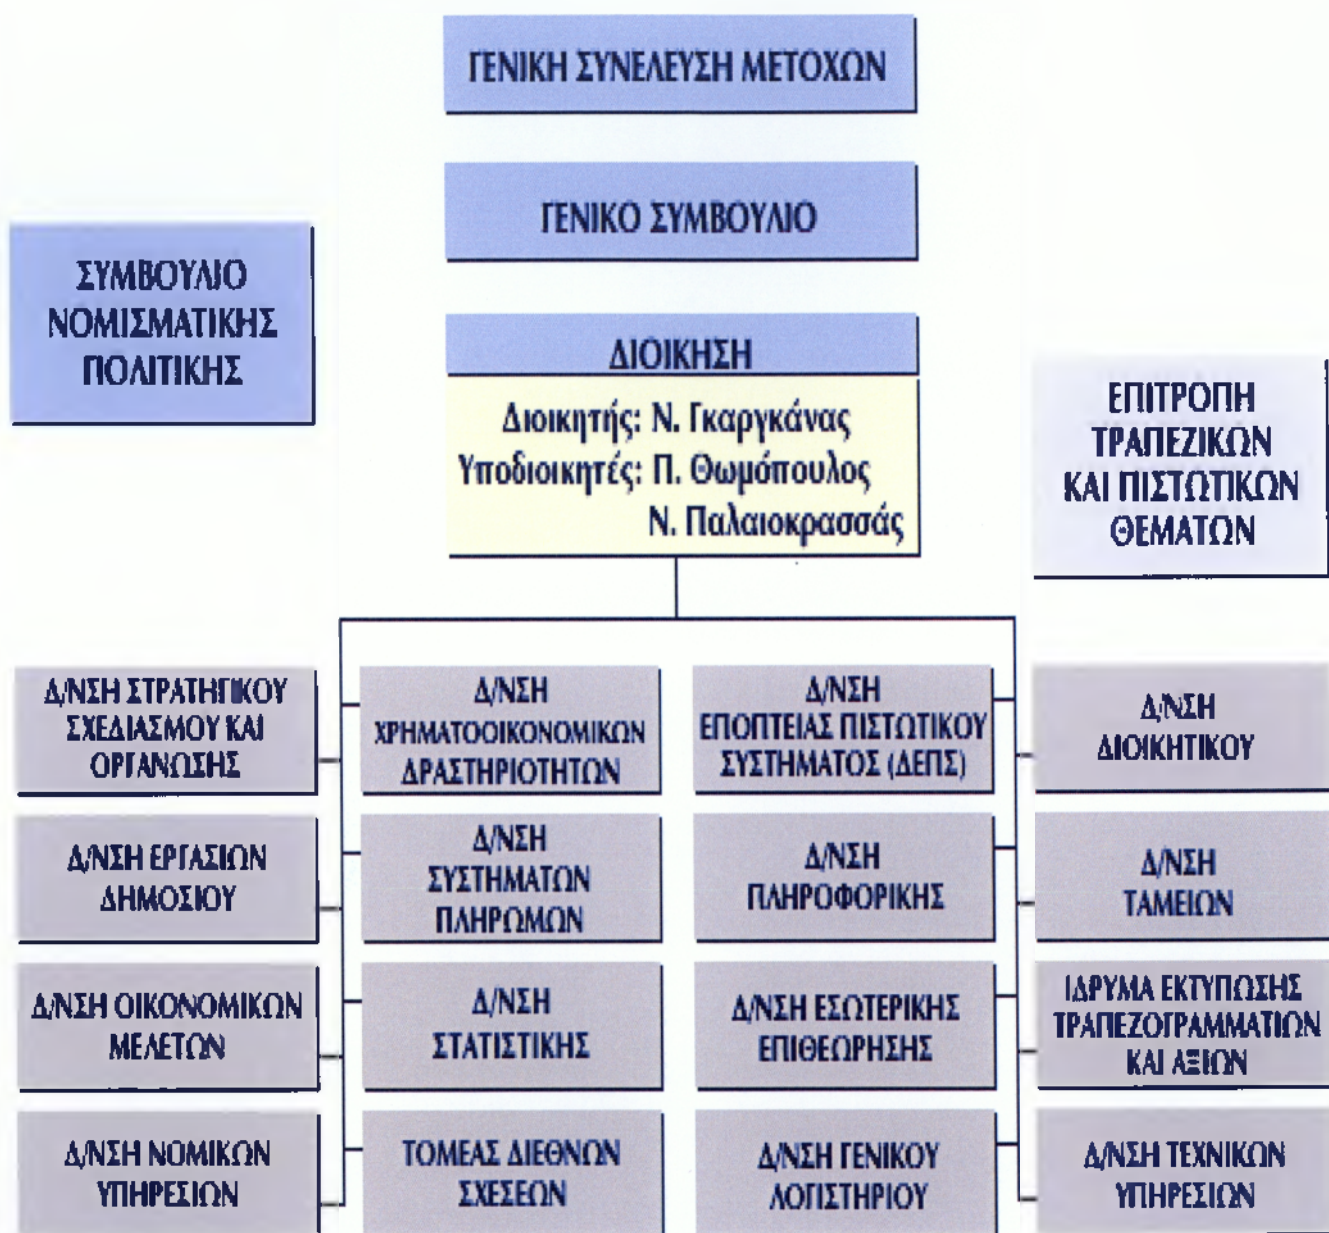 ΓΕΝΙΚΗ ΣΥΝΕΛΕΥΣΗ ΜΕΤΟΧΩΝ
ΓΕΝΙΚΟ ΣΥΜΒΟΥΛΙΟ
ΣΥΜΒΟΥΛΙΟ
ΝΟΜΙΣΜΑΤΙΚΗΣ
ΠΟΛΙΤΙΚΗΣ
ΔΙΟΙΚΗΣΗ
Διοικητής: Ν. Γκαργκάνας
Υποδιοικητές: Π. Θωμόπουλος
Ν. Παλαιοκρασσάς
ΕΠΙΤΡΟΠΗ
ΤΡΑΠΕΖΙΚΩΝ
ΚΑΙ ΠΙΣΤΩΤΙΚΩΝ
ΘΕΜΑΤΩΝ
Δ/ΝΣΗ ΣΤΡΑΤΗΓΙΚΟΥ
ΣΧΕΔΙΑΣΜΟΥ ΚΑΙ
ΟΡΓΑΝΩΣΗΣ
Δ/ΝΣΗ
ΧΡΗΜΑΤΟΟΙΚΟΝΟΜΙΚΩΝ
ΔΡΑΣΤΗΡΙΟΤΗΤΩΝ
Δ/ΝΣΗ
ΕΠΟΠΤΕΙΑΣ ΠΙΣΤΩΤΙΚΟΥ
ΣΥΣΤΗΜΑΤΟΣ (ΔΕΠΣ)
Δ/ΝΣΗ
ΔΙΟΙΚΗΤΙΚΟΥ
Δ/ΝΣΗ ΕΡΓΑΣΙΩΝ
ΔΗΜΟΣΙΟΥ
Δ/ΝΣΗ
ΣΥΣΤΗΜΑΤΩΝ
ΠΛΗΡΩΜΩΝ
Δ/ΝΣΗ
ΠΛΗΡΟΦΟΡΙΚΗΣ
Δ/ΝΣΗ
ΤΑΜΕΙΩΝ
Δ/ΝΣΗ ΟΙΚΟΝΟΜΙΚΩΝ
ΜΕΛΕΤΩΝ
Δ/ΝΣΗ
ΣΤΑΤΙΣΤΙΚΗΣ
Δ/ΝΣΗ ΕΣΩΤΕΡΙΚΗΣ
ΕΠΙΘΕΩΡΗΣΗΣ
ΙΔΡΥΜΑ ΕΚΤΥΠΩΣΗΣ
ΤΡΑΠΕΖΟΓΡΑΜΜΑΤΙΩΝ
ΚΑΙ ΑΞΙΩΝ
Δ/ΝΣΗ ΝΟΜΙΚΩΝ
ΥΠΗΡΕΣΙΩΝ
ΤΟΜΕΑΣ ΔΙΕΘΝΩΝ
ΣΧΕΣΕΩΝ
Δ/ΝΣΗ ΓΕΝΙΚΟΥ
ΛΟΓΙΣΤΗΡΙΟΥ
Δ/ΝΣΗ ΤΕΧΝΙΚΩΝ
ΥΠΗΡΕΣΙΩΝ